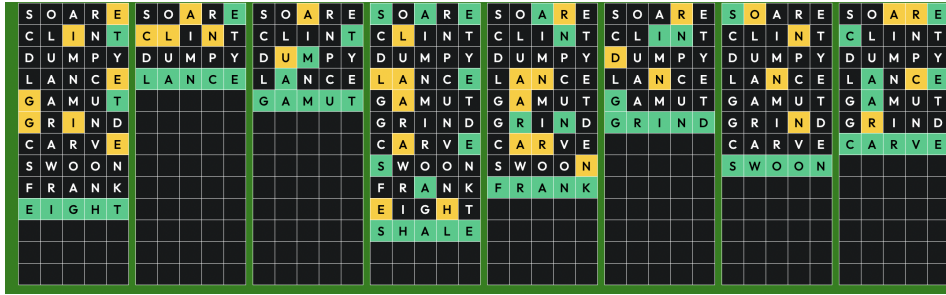 SOARE
CLINT
DUMPY
LANCE
GAMUT
GRIND
CARVE
SWOON
FRANK
EIGHT
SOARE
CLINT
DUMPY
LANCE
SOARE
CLINT
DUMPY
LANCE
GAMUT
SOARE
CLINT
DUMPY
LANCE
GAMUT
GRIND
CARVE
SWOON
FRANK
EIGHT
SHALE
SOARE
CLINT
DUMPY
LANCE
GAMUT
GRIND
CARVE
SWOON
FRANK
SOARE
CLINT
DUMPY
LANCE
GAMUT
GRIND
SOARE
CLINT
DUMPY
LANCE
GAMUT
GRIND
CARVE
SWOON
SOARE
CLINT
DUMPY
LANCE
GAMUT
GRIND
CARVE